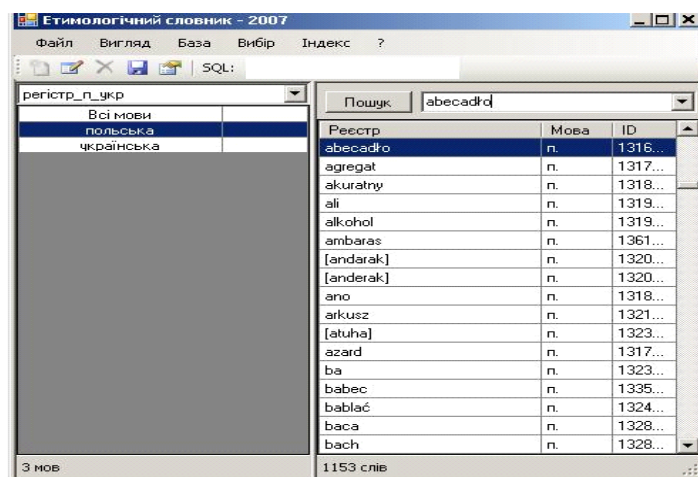 Етимологічний словник - 2007
Файл Вигляд База Вибір Індекс ?
SQL:
регістр_п_укр
Всі мови
польська
українська
3 мов
Пошук abecadło
Реєстр Мова ID
abecadło п. 1316...
agregat п. 1317...
akuratny п. 1318...
ali п. 1319...
alkohol п. 1319...
ambaras п. 1361...
[andarak] п. 1320...
[anderak] п. 1320...
ano п. 1318...
arkusz п. 1321...
[atuha] п. 1323...
azard п. 1317...
ba п. 1323...
babec п. 1335...
bablać п. 1324...
baca п. 1328...
bach п. 1328...
1153 слів